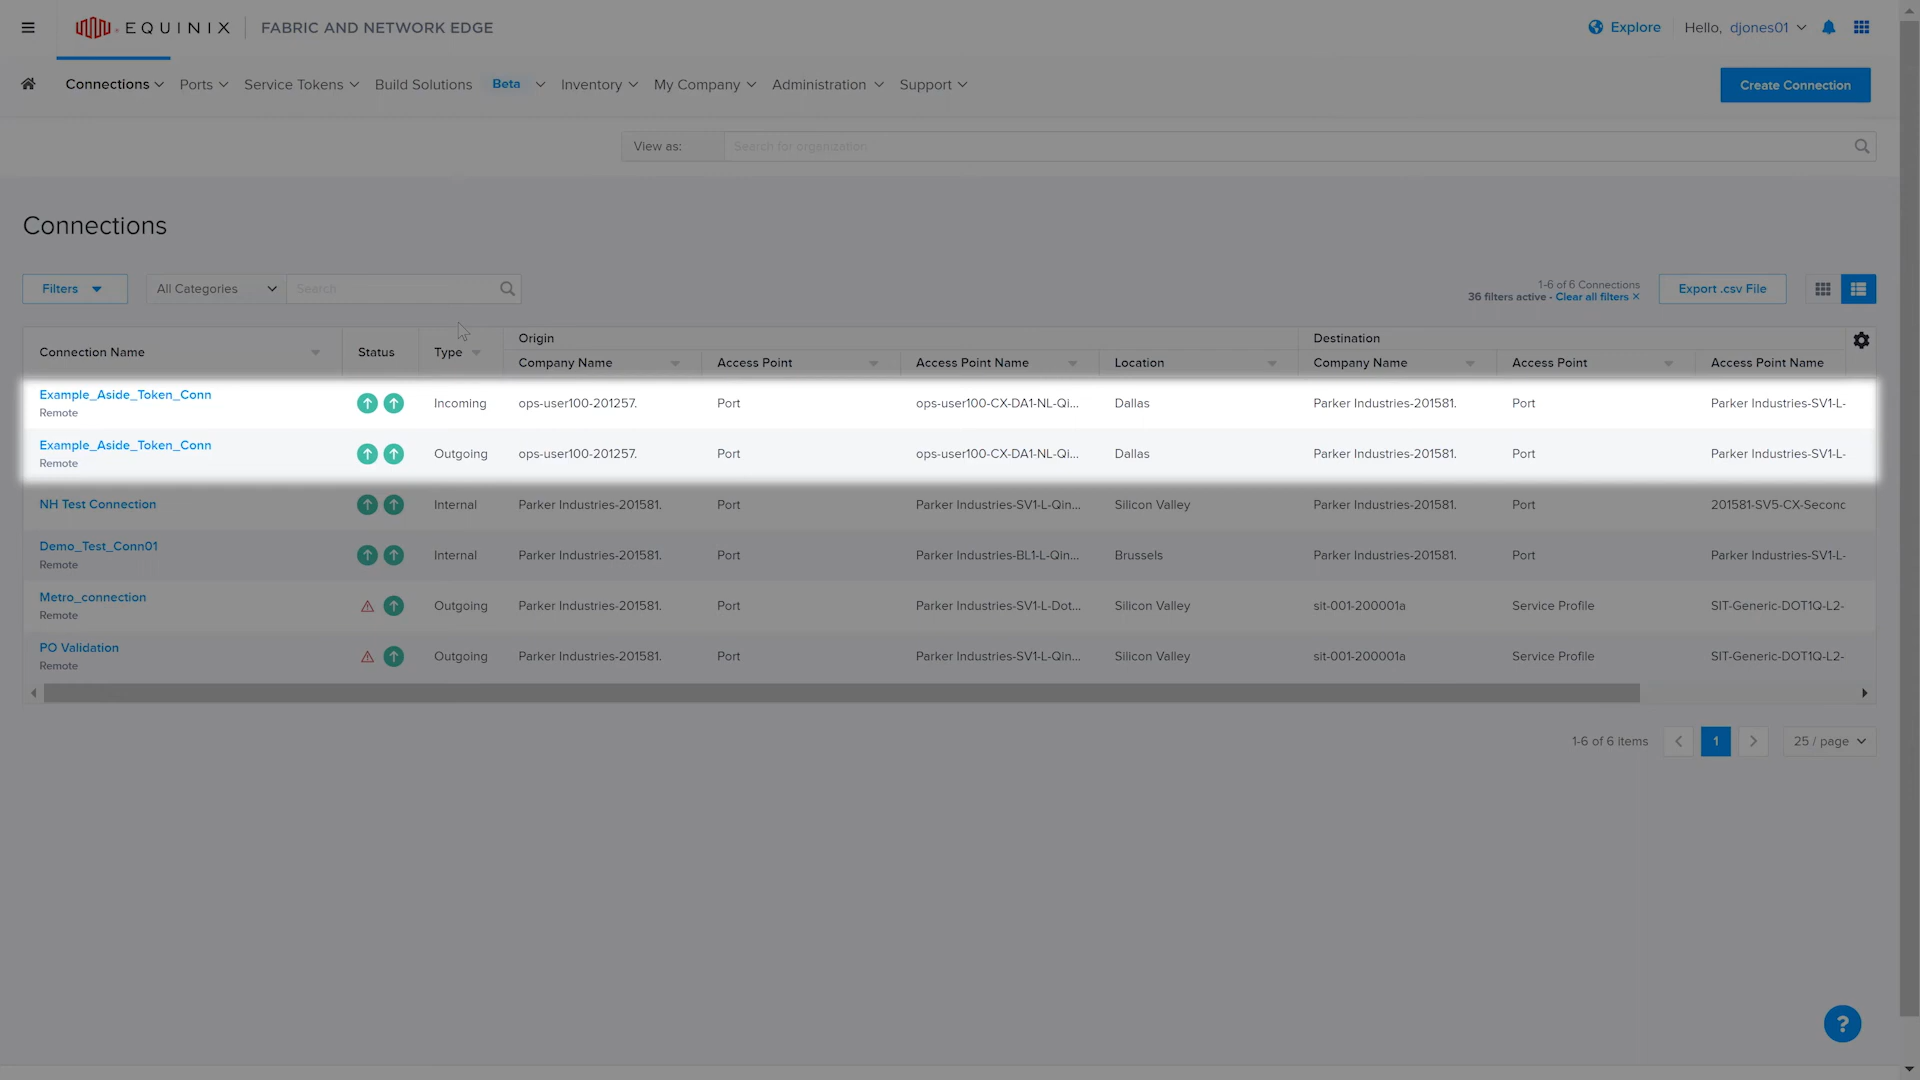 EQUINIX FABRIC AND NETWORK EDGE
Explore Hello, djones01
Connections Ports Service Tokens Build Solutions Beta Inventory My Company Administration Support Create Connection
View as: Search for organization
Connections
Filters All Categories Search
1-6 of 6 Connections
36 filters active - Clear all filters × Export .csv File
Origin Destination
Connection Name Status Type
Company Name Access Point Access Point Name Location Company Name Access Point Access Point Name
Example_Aside_Token_Conn
Remote
Incoming ops-user100-201257. Port ops-user100-CX-DA1-NL-Qi... Dallas Parker Industries-201581. Port Parker Industries-SV1-L-
Example_Aside_Token_Conn
Remote
Outgoing ops-user100-201257. Port ops-user100-CX-DA1-NL-Qi... Dallas Parker Industries-201581. Port Parker Industries-SV1-L-
NH Test Connection Internal Parker Industries-201581. Port Parker Industries-SV1-L-Qin... Silicon Valley Parker Industries-201581. Port 201581-SV5-CX-Second
Demo_Test_Conn01
Remote
Internal Parker Industries-201581. Port Parker Industries-BL1-L-Qin... Brussels Parker Industries-201581. Port Parker Industries-SV1-L-
Metro_connection
Remote
Outgoing Parker Industries-201581. Port Parker Industries-SV1-L-Dot... Silicon Valley sit-001-200001a Service Profile SIT-Generic-DOT1Q-L2-
PO Validation
Remote
Outgoing Parker Industries-201581. Port Parker Industries-SV1-L-Qin... Silicon Valley sit-001-200001a Service Profile SIT-Generic-DOT1Q-L2-
1-6 of 6 items 1 25 / page
?